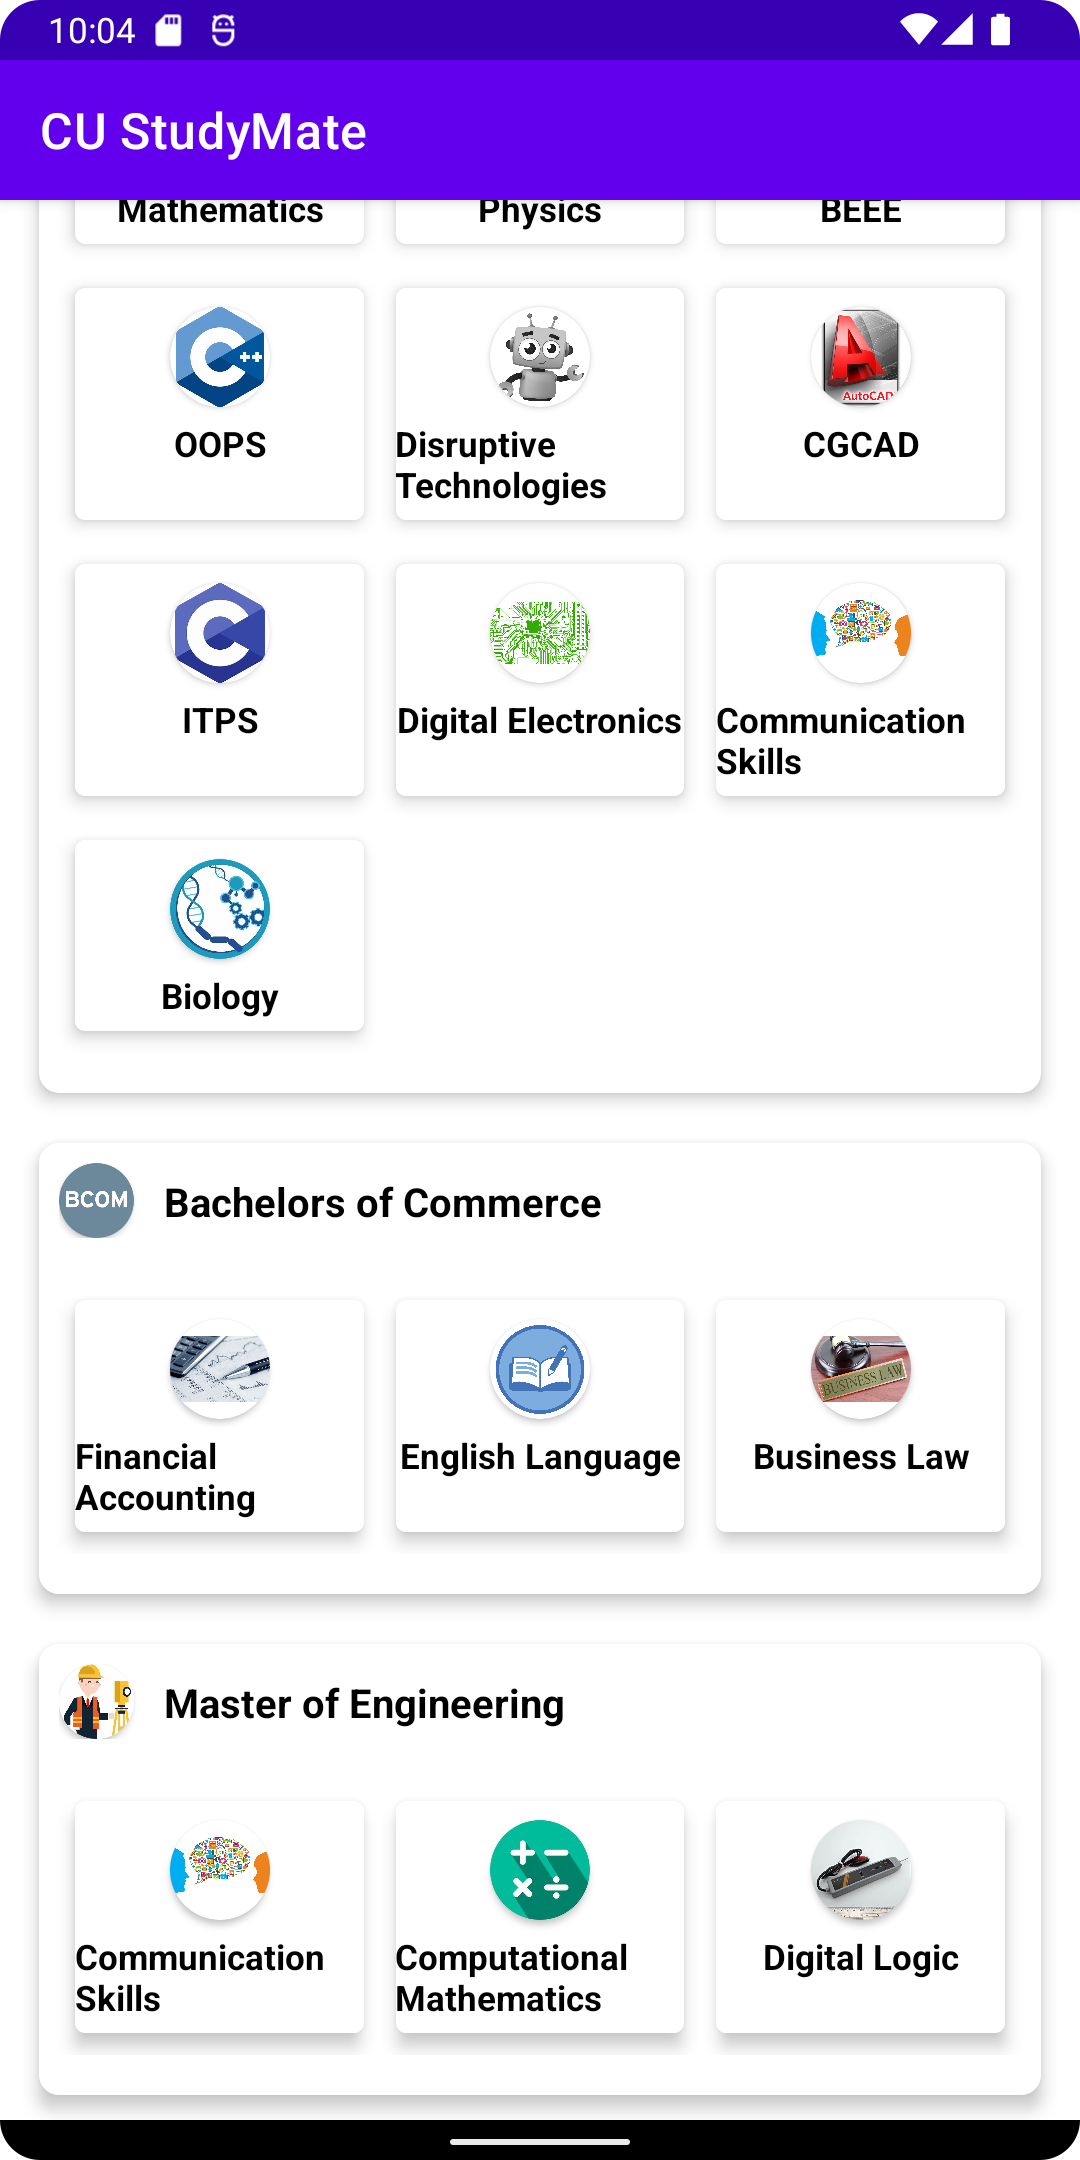 10:04
CU StudyMate
Mathematics
Physics
BEEE
OOPS
Disruptive
Technologies
AutoCAD
CGCAD
ITPS
Digital Electronics
Communication
Skills
Biology
BCOM
Bachelors of Commerce
Financial
Accounting
English Language
BUSINESS LAW
Business Law
Master of Engineering
Communication
Skills
Computational
Mathematics
Digital Logic